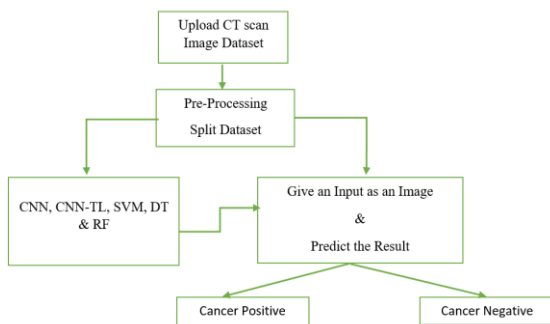 Upload CT scan
Image Dataset
Pre-Processing
Split Dataset
CNN, CNN-TL, SVM, DT
& RF
Give an Input as an Image
&
Predict the Result
Cancer Positive
Cancer Negative